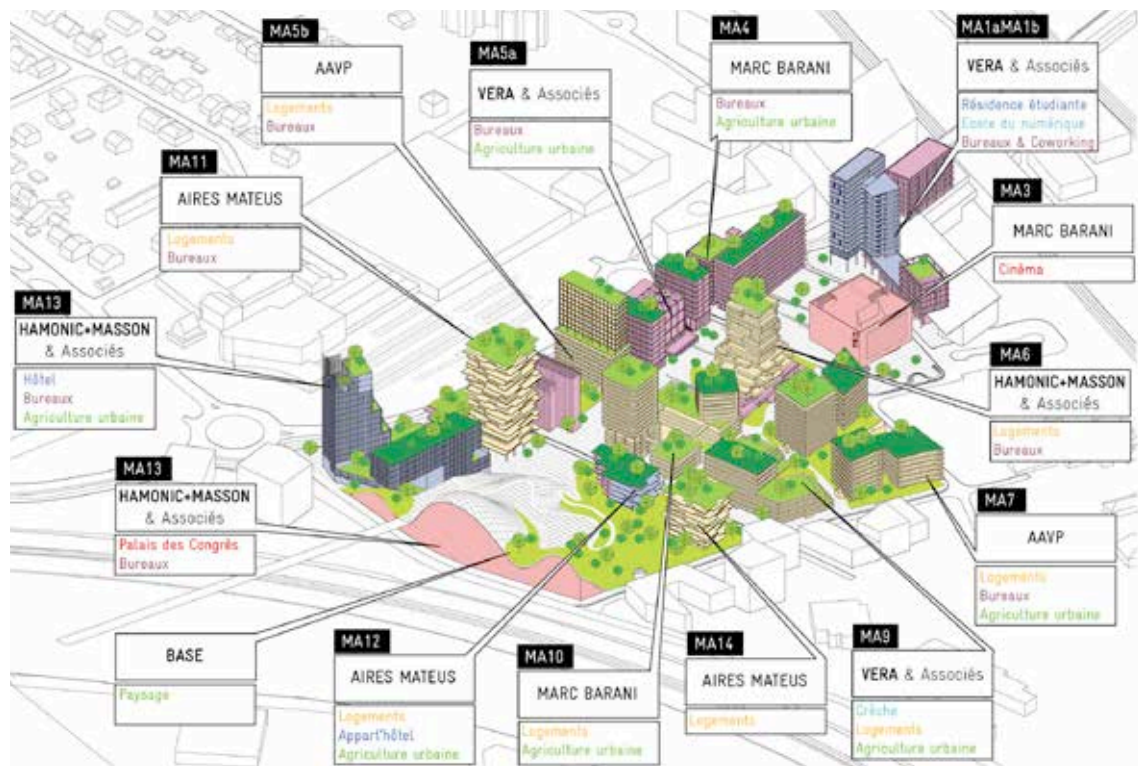 MA5b
AAVP
Logements
Bureaux
MA5a
VERA & Associés
Bureaux
Agriculture urbaine
MA4
MARC BARANI
Bureaux
Agriculture urbaine
MA1aMA1b
VERA & Associés
Résidence étudiante
Ecole du numérique
Bureaux & Coworking
MA11
AIRES MATEUS
Logements
Bureaux
MA3
MARC BARANI
Cinéma
MA13
HAMONIC+MASSON
& Associés
Hôtel
Bureaux
Agriculture urbaine
MA6
HAMONIC+MASSON
& Associés
Logements
Bureaux
MA13
HAMONIC+MASSON
& Associés
Palais des Congrès
Bureaux
MA7
AAVP
Logements
Bureaux
Agriculture urbaine
BASE
Paysage
MA12
AIRES MATEUS
Logements
Appart'hôtel
Agriculture urbaine
MA10
MARC BARANI
Logements
Agriculture urbaine
MA14
AIRES MATEUS
Logements
MA9
VERA & Associés
Crèche
Logements
Agriculture urbaine